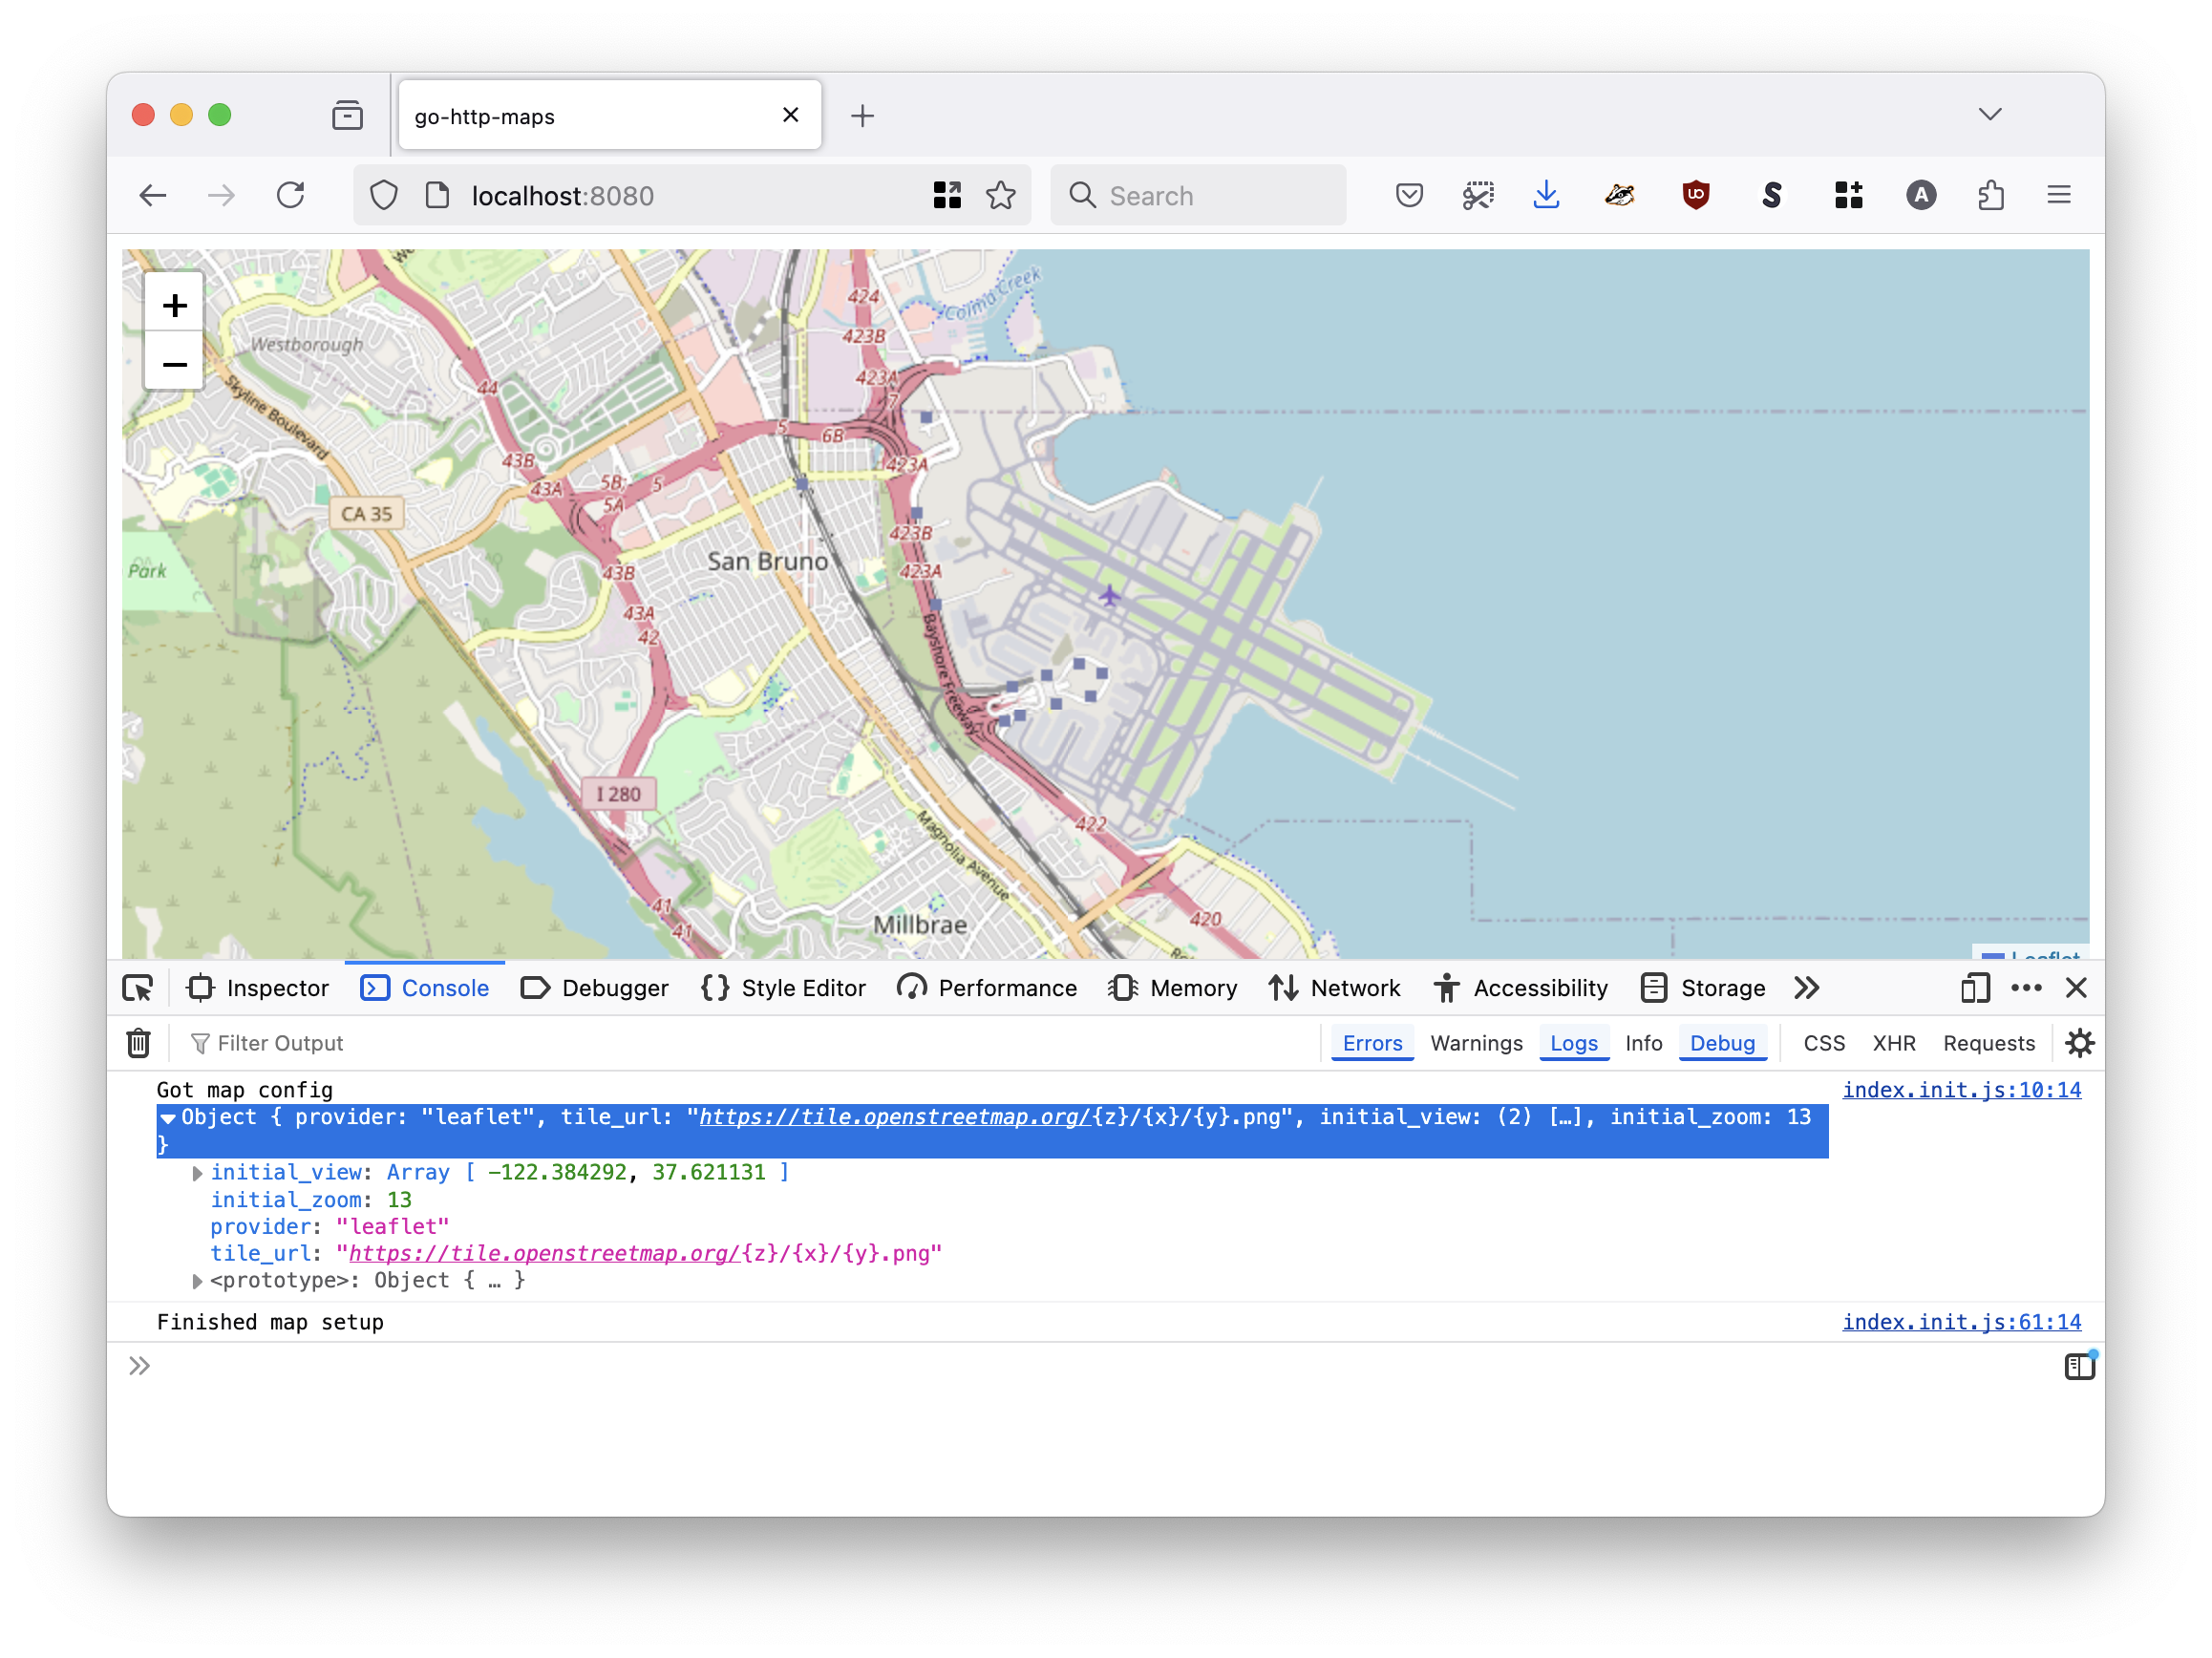 go-http-maps
localhost:8080
Search
A
S
+
−
Westborough
Skyline Boulevard
Colma Creek
424
423B
423A
7
44
5
6B
423A
43B
43A
5B;
5A
5
CA 35
423B
San Bruno
Park
43B
423A
43A
42
Bayshore Freeway
I 280
422
Magnolia Avenue
41
41
Millbrae
420
Leaflet
Inspector
Console
Debugger
Style Editor
Performance
Memory
Network
Accessibility
Storage
Filter Output
Errors
Warnings
Logs
Info
Debug
CSS
XHR
Requests
Got map config index.init.js:10:14
Object { provider: "leaflet", tile_url: "https://tile.openstreetmap.org/{z}/{x}/{y}.png", initial_view: (2) […], initial_zoom: 13
}
initial_view: Array [ -122.384292, 37.621131 ]
initial_zoom: 13
provider: "leaflet"
tile_url: "https://tile.openstreetmap.org/{z}/{x}/{y}.png"
<prototype>: Object { … }
Finished map setup index.init.js:61:14